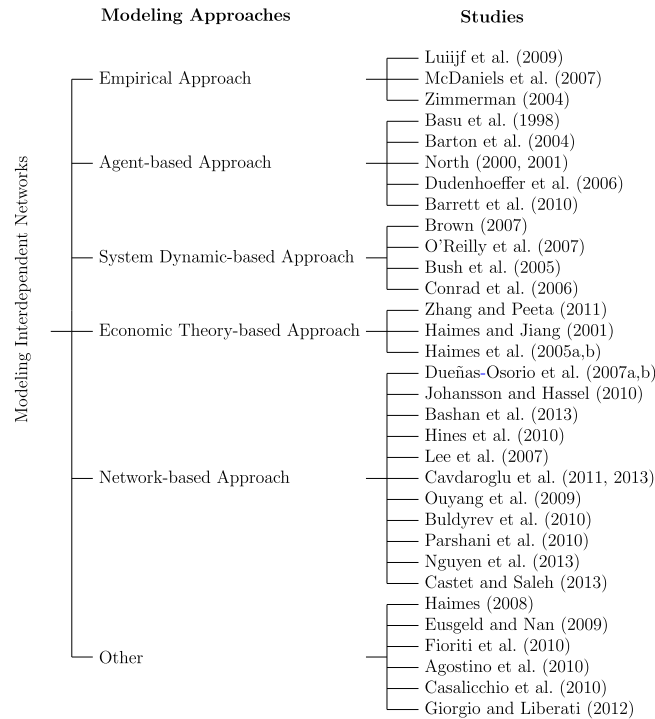 Modeling Approaches
Studies
Modeling Interdependent Networks
Empirical Approach
Luiijf et al. (2009)
McDaniels et al. (2007)
Zimmerman (2004)
Agent-based Approach
Basu et al. (1998)
Barton et al. (2004)
North (2000, 2001)
Dudenhoeffer et al. (2006)
Barrett et al. (2010)
System Dynamic-based Approach
Brown (2007)
O'Reilly et al. (2007)
Bush et al. (2005)
Conrad et al. (2006)
Economic Theory-based Approach
Zhang and Peeta (2011)
Haimes and Jiang (2001)
Haimes et al. (2005a,b)
Network-based Approach
Dueñas-Osorio et al. (2007a,b)
Johansson and Hassel (2010)
Bashan et al. (2013)
Hines et al. (2010)
Lee et al. (2007)
Cavdaroglu et al. (2011, 2013)
Ouyang et al. (2009)
Buldyrev et al. (2010)
Parshani et al. (2010)
Nguyen et al. (2013)
Castet and Saleh (2013)
Other
Haimes (2008)
Eusgeld and Nan (2009)
Fioriti et al. (2010)
Agostino et al. (2010)
Casalicchio et al. (2010)
Giorgio and Liberati (2012)